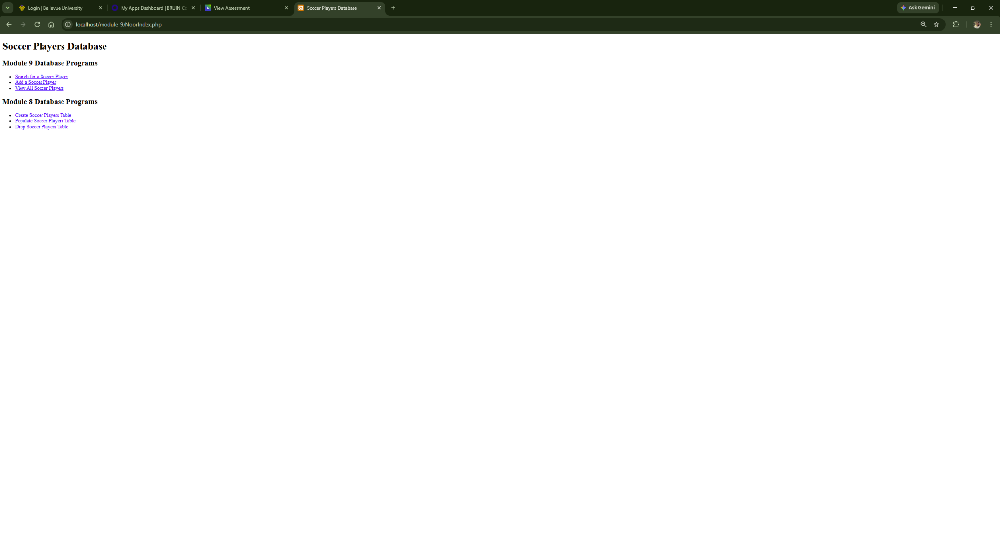 Login | Bellevue University
My Apps Dashboard | BRUIN Co
View Assessment
Soccer Players Database
Ask Gemini
localhost/module-9/NoorIndex.php
Soccer Players Database
Module 9 Database Programs
Search for a Soccer Player
Add a Soccer Player
View All Soccer Players
Module 8 Database Programs
Create Soccer Players Table
Populate Soccer Players Table
Drop Soccer Players Table